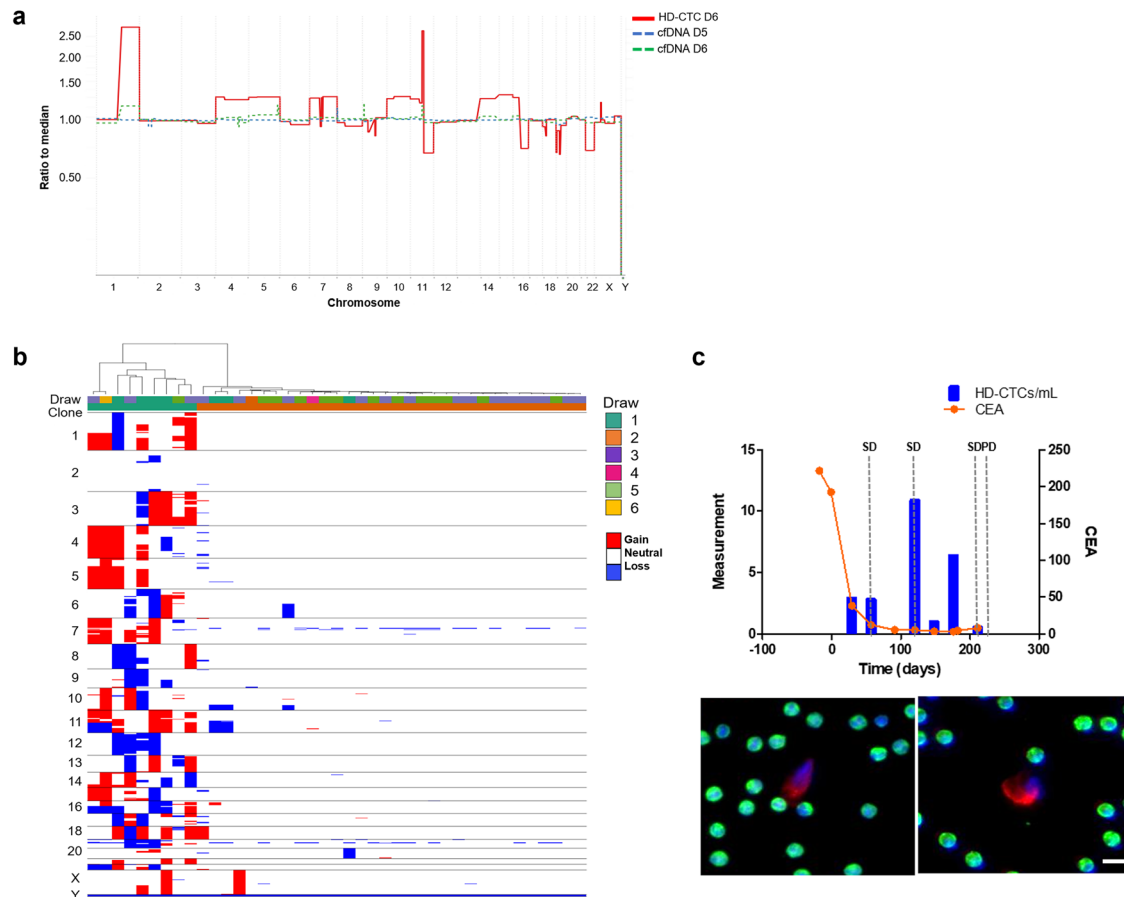 a
HD-CTC D6
cfDNA D5
cfDNA D6
2.50
2.00
1.50
1.00
0.50
Ratio to median
1 2 3 4 5 6 7 8 9 10 11 12 14 16 18 20 22 X Y
Chromosome
b
Draw
Clone
1
2
3
4
5
6
7
8
9
10
11
12
13
14
16
18
20
X
Y
Draw
1
2
3
4
5
6
Gain
Neutral
Loss
c
HD-CTCs/mL
CEA
SD SD SD PD
15
10
5
0
Measurement
250
200
150
100
50
0
CEA
-100 0 100 200 300
Time (days)